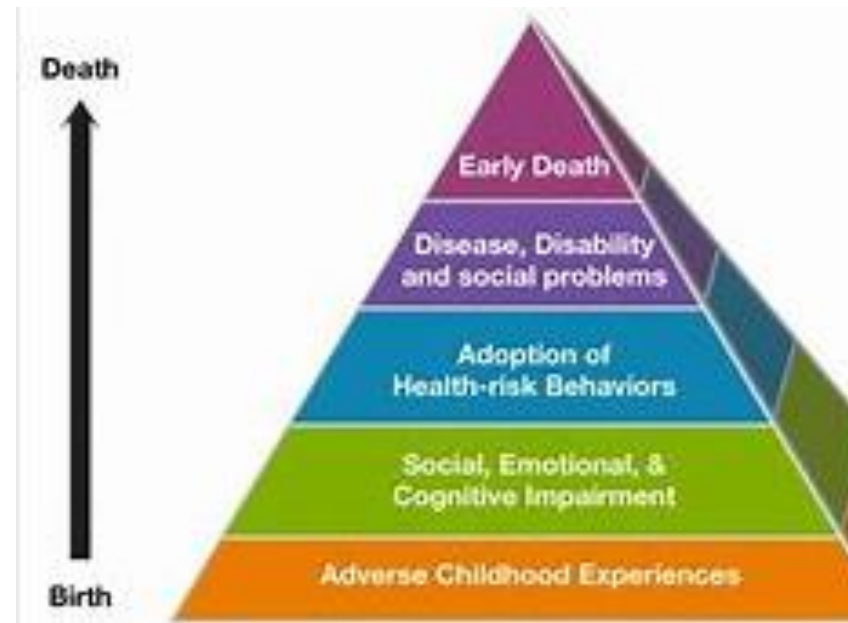 Death
Early Death
Disease, Disability
and social problems
Adoption of
Health-risk Behaviors
Social, Emotional, &
Cognitive Impairment
Adverse Childhood Experiences
Birth